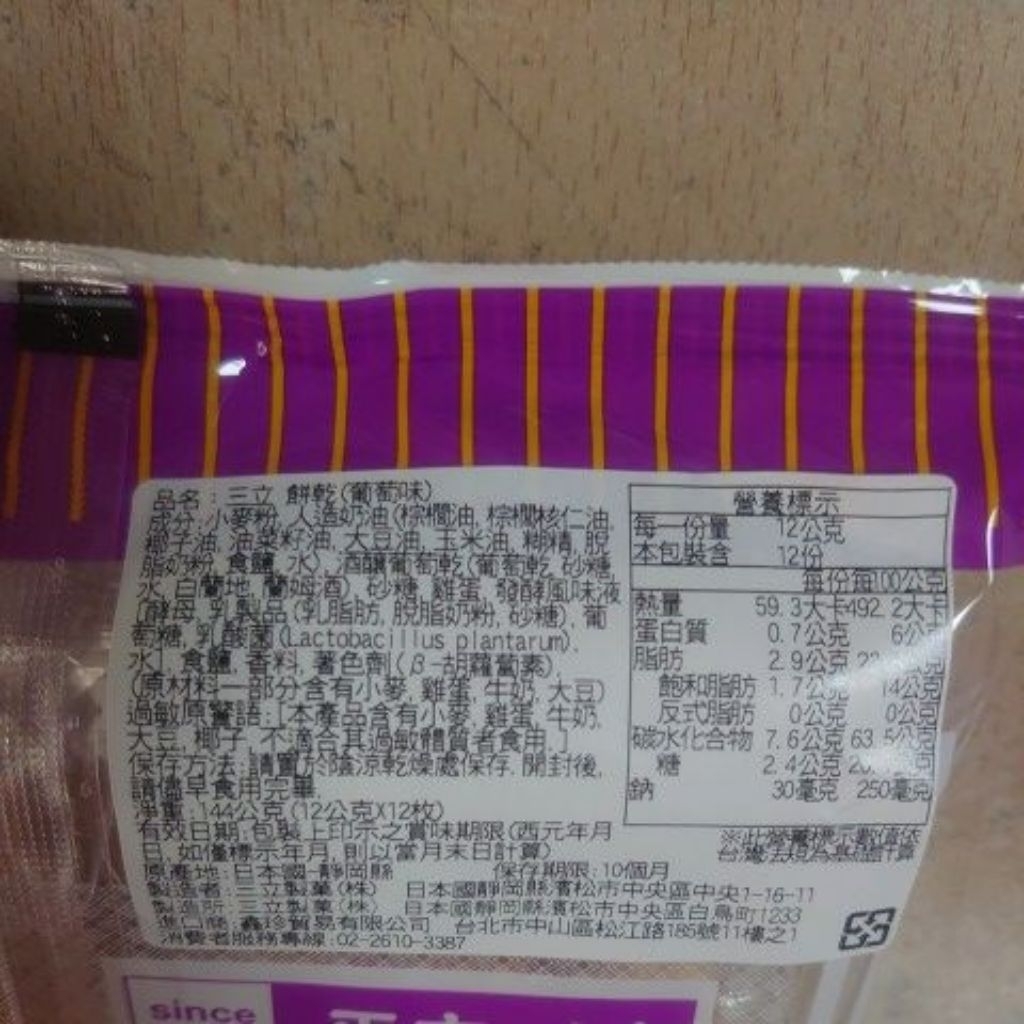 品名:三立 餅乾(葡萄味)
成分:小麥粉,人造奶油(棕櫚油,棕櫚核仁油,
椰子油,油菜籽油,大豆油,玉米油,糊精,脫
脂奶粉,食鹽,水),酒釀葡萄乾(葡萄乾,砂糖,
水,白蘭地,蘭姆酒),砂糖,雞蛋,發酵風味液
[酵母,乳製品(乳脂肪,脫脂奶粉,砂糖),葡
萄糖,乳酸菌(Lactobacillus plantarum),
水],食鹽,香料,著色劑(β-胡蘿蔔素),
(原材料一部分含有小麥,雞蛋,牛奶,大豆)
過敏原警語:[本產品含有小麥,雞蛋,牛奶,
大豆,椰子,不適合其過敏體質者食用.]
保存方法:請置於陰涼乾燥處保存.開封後,
請儘早食用完畢.
淨重:144公克(12公克X12枚)
有效日期:包裝上印示之賞味期限(西元年月
日,如僅標示年月,則以當月末日計算)
原產地:日本國-靜岡縣 保存期限:10個月
製造者:三立製菓(株) 日本國靜岡縣濱松市中央區中央1-16-11
製造所:三立製菓(株) 日本國靜岡縣濱松市中央區白鳥町1233
進口商:鑫珍貿易有限公司 台北市中山區松江路185號11樓之1
消費者服務專線:02-2610-3387
營養標示
每一份量 12公克
本包裝含 12份
每份 每100公克
熱量 59.3大卡 492.2大卡
蛋白質 0.7公克 6公克
脂肪 2.9公克
飽和脂肪 1.7公克 14公克
反式脂肪 0公克 0公克
碳水化合物 7.6公克 63.5公克
糖 2.4公克
鈉 30毫克 250毫克
※此營養標示數值依
台灣法規為基礎計算
since